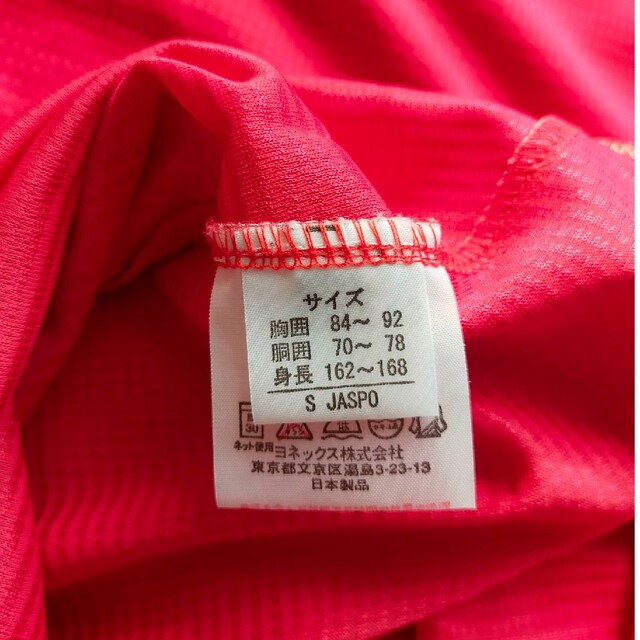 サイズ
胸囲 84～ 92
胴囲 70～ 78
身長 162～168
S JASPO
30
ネット使用
ヨネックス株式会社
東京都文京区湯島3-23-13
日本製品